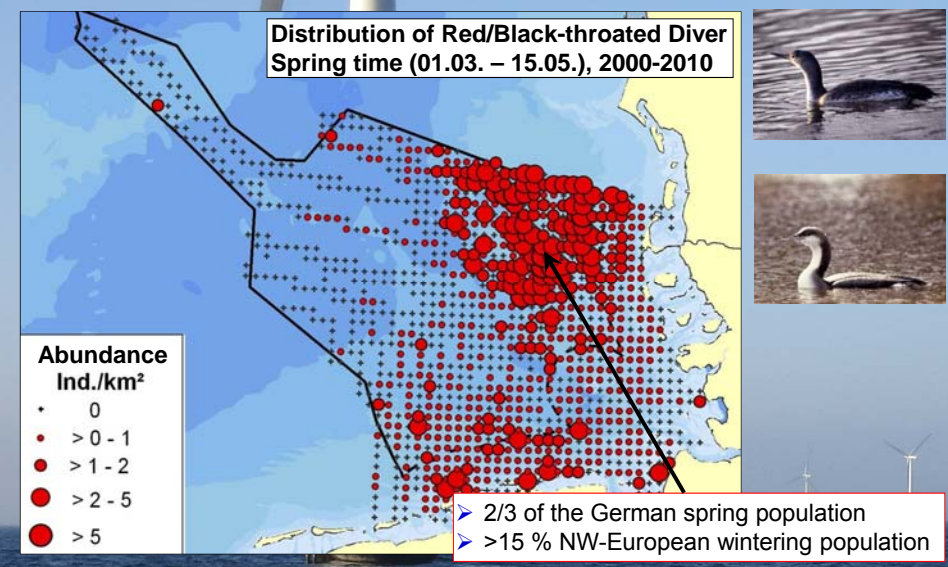 Distribution of Red/Black-throated Diver
Spring time (01.03. – 15.05.), 2000-2010
Abundance
Ind./km²
0
> 0 - 1
> 1 - 2
> 2 - 5
> 5
➢ 2/3 of the German spring population
➢ >15 % NW-European wintering population